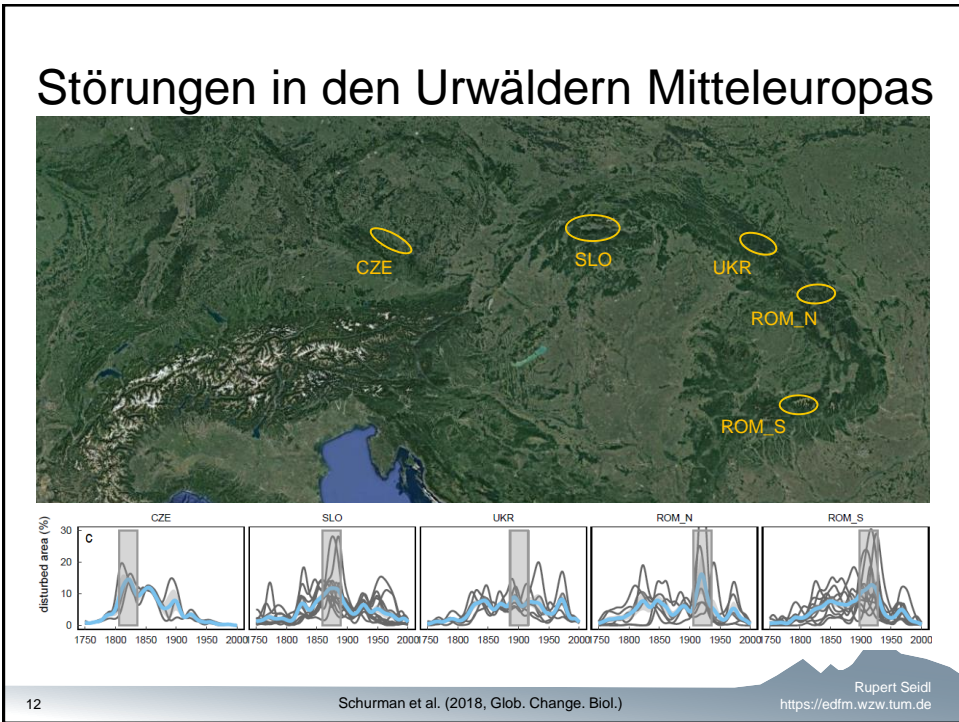 Störungen in den Urwäldern Mitteleuropas
CZE
SLO
UKR
ROM_N
ROM_S
CZE SLO UKR ROM_N ROM_S
disturbed area (%)
30
20
10
0
c
1750 1800 1850 1900 1950 2000
1750 1800 1850 1900 1950 2000
1750 1800 1850 1900 1950 2000
1750 1800 1850 1900 1950 2000
1750 1800 1850 1900 1950 2000
12
Schurman et al. (2018, Glob. Change. Biol.)
Rupert Seidl
https://edfm.wzw.tum.de